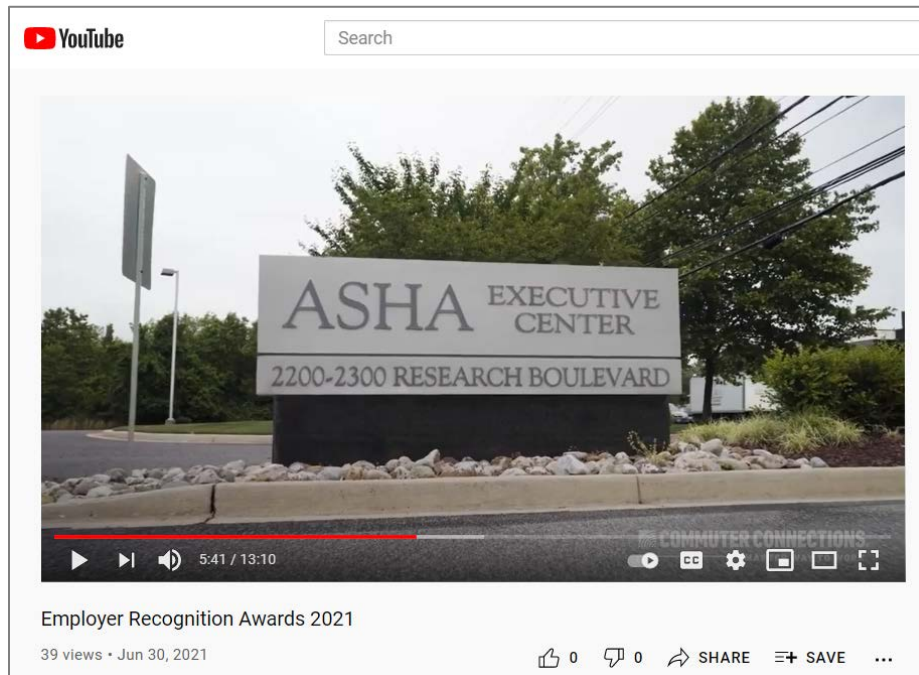 YouTube
Search
ASHA EXECUTIVE
CENTER
2200-2300 RESEARCH BOULEVARD
COMMUTER CONNECTIONS
5:41 / 13:10
CC
Employer Recognition Awards 2021
39 views • Jun 30, 2021
0 0 SHARE SAVE ...